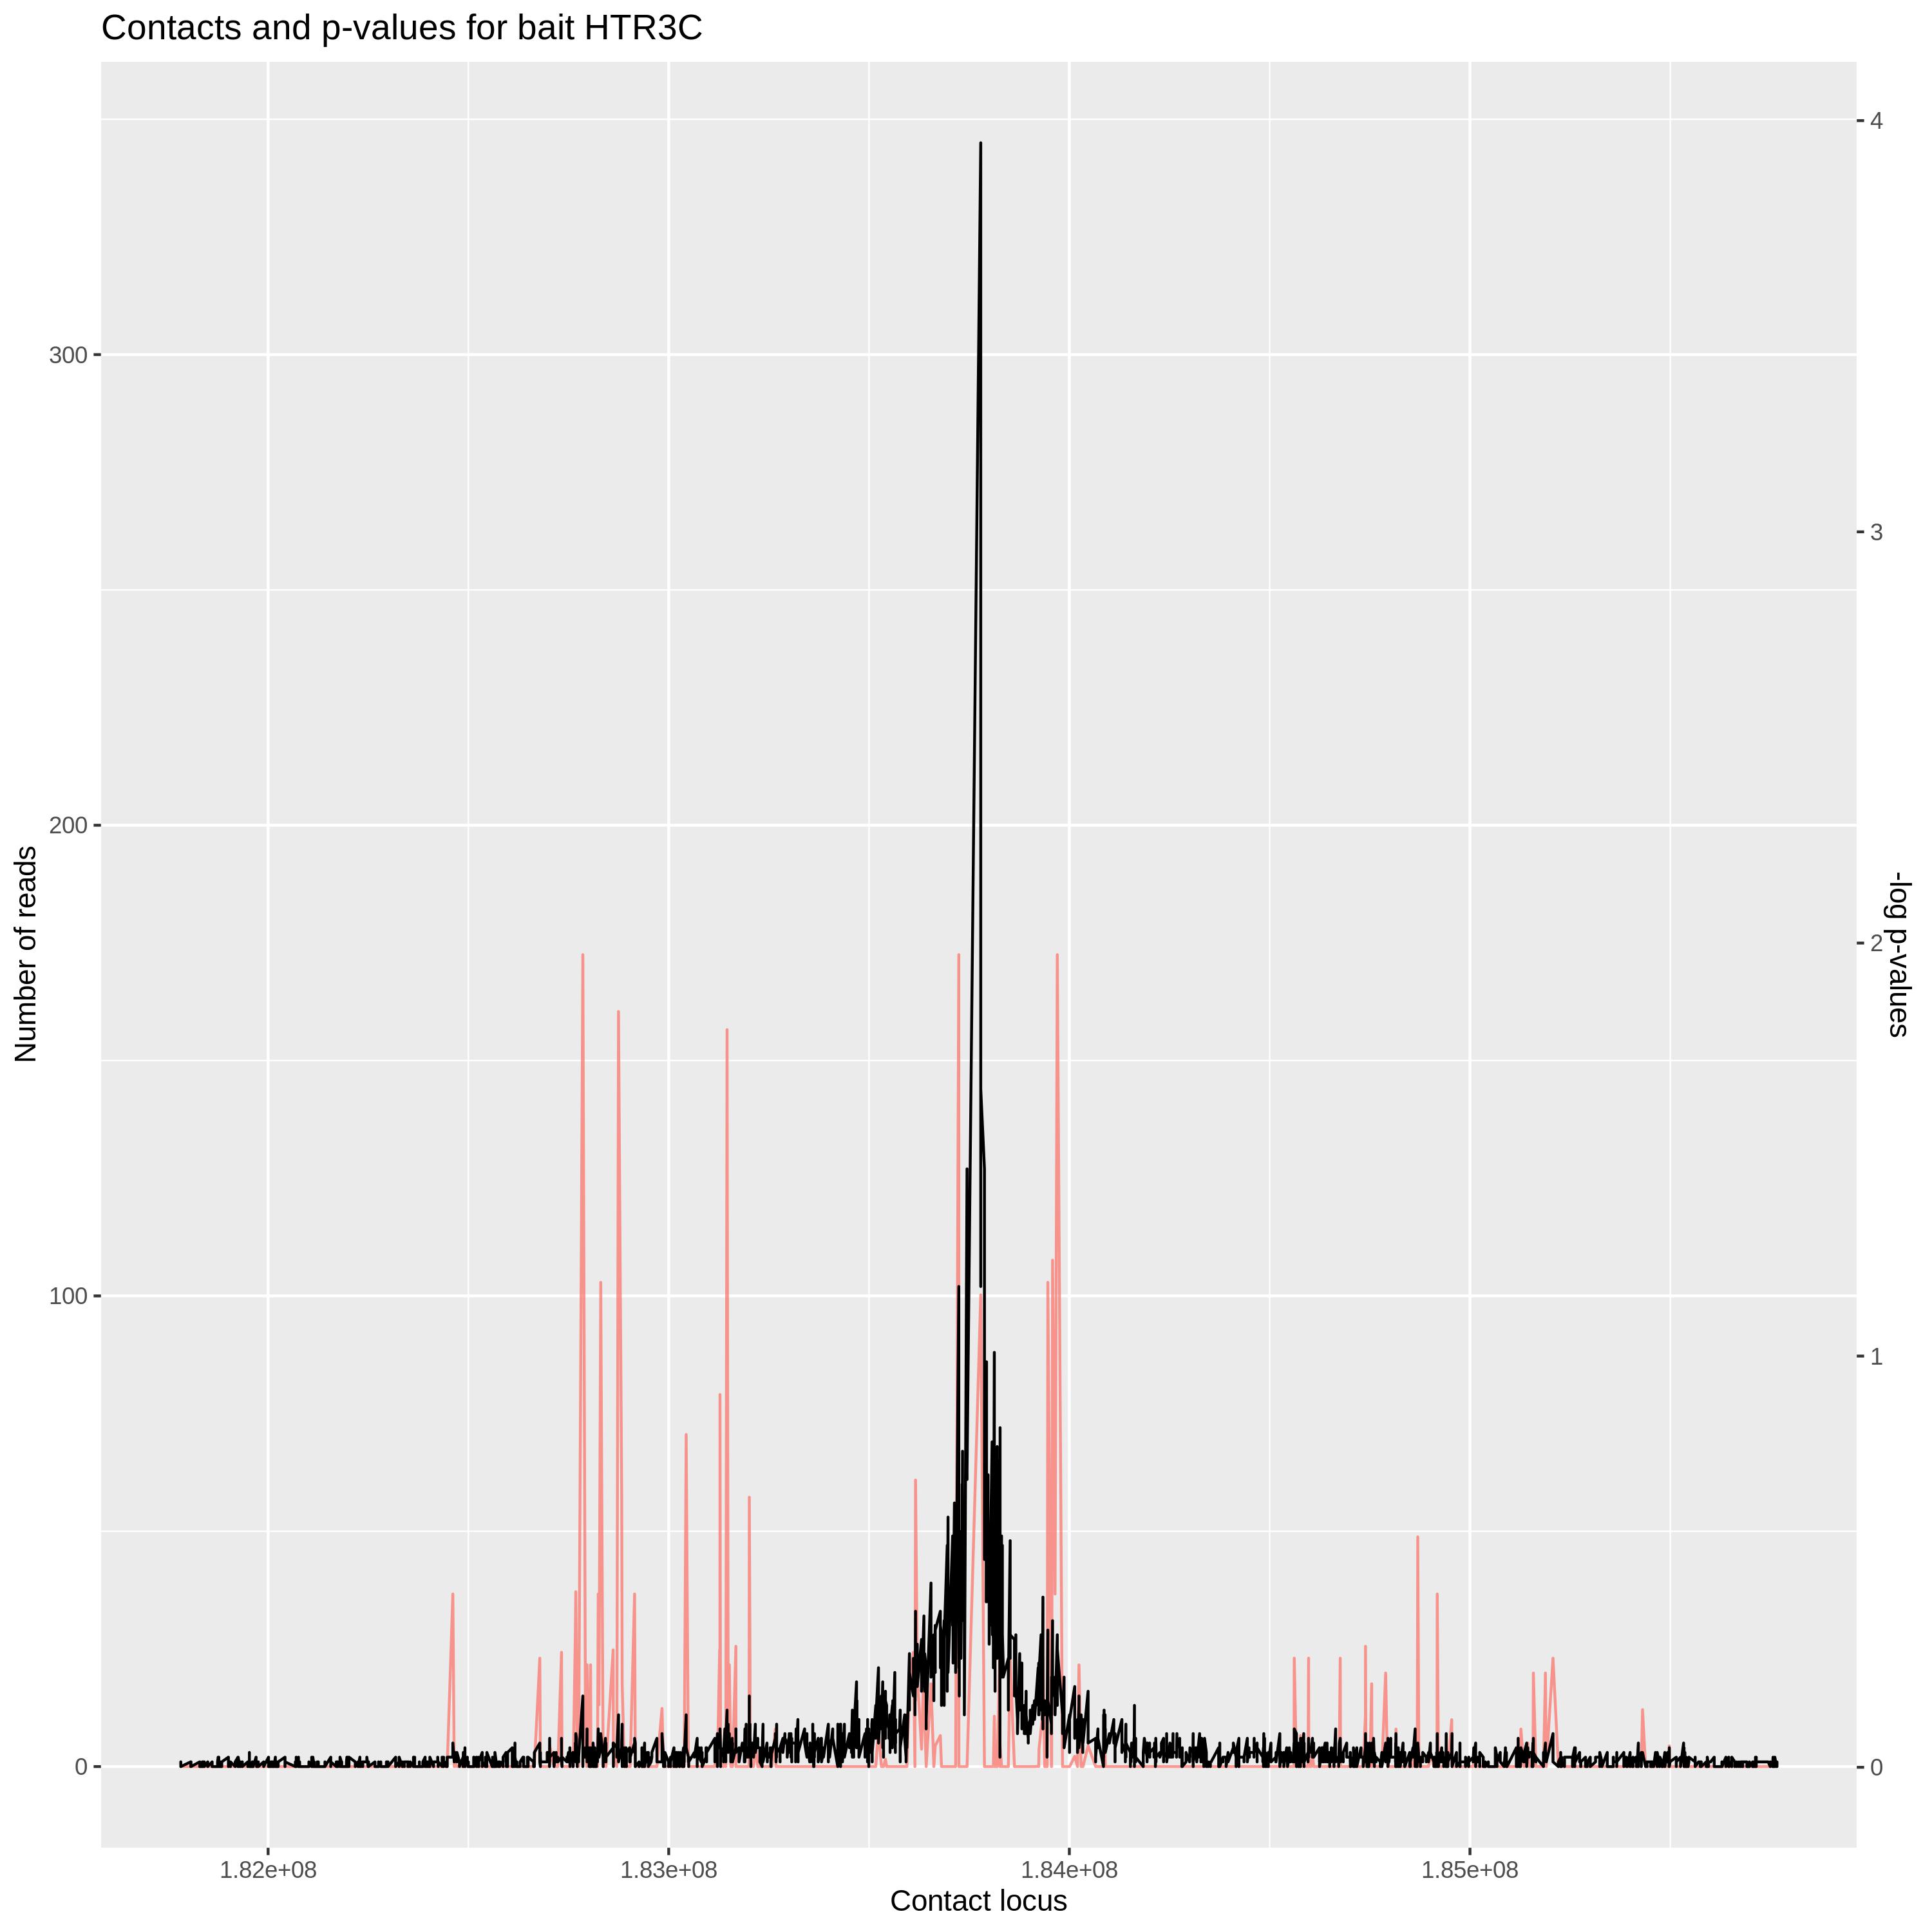 Contacts and p-values for bait HTR3C
Number of reads
300
200
100
0
4
3
2
1
0
-log p-values
1.82e+08
1.83e+08
1.84e+08
1.85e+08
Contact locus